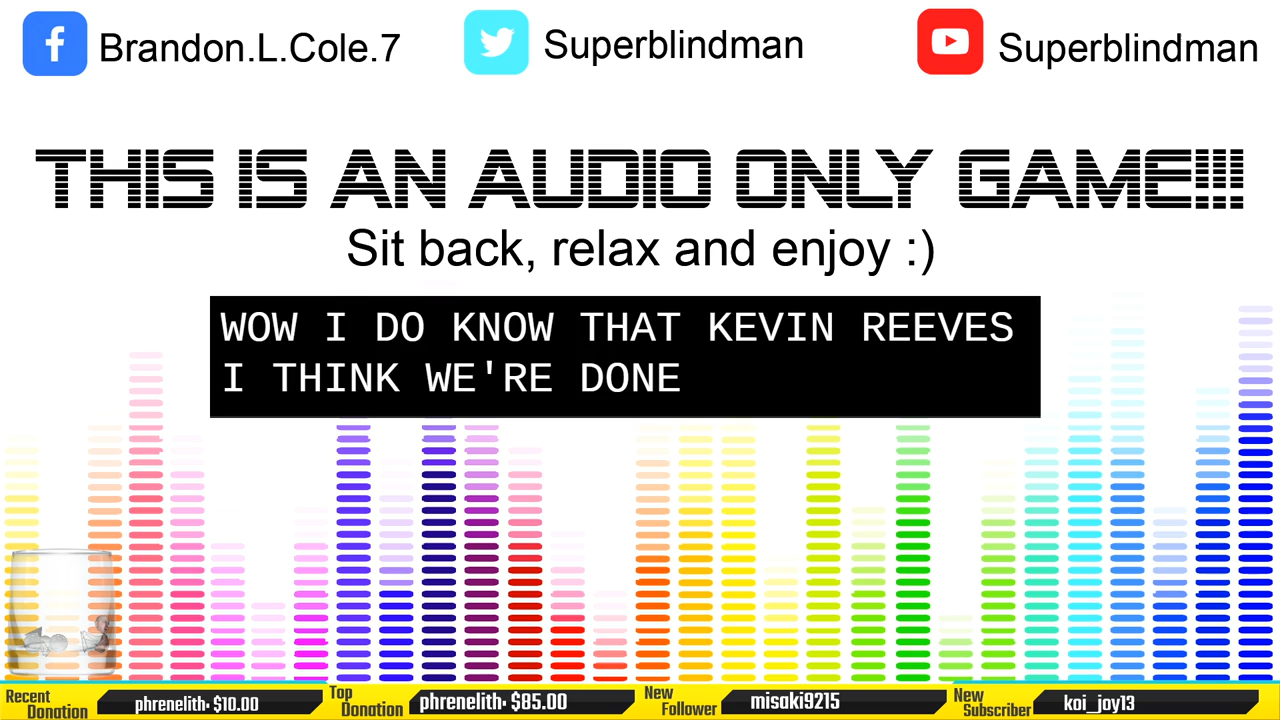 Brandon.L.Cole.7
Superblindman
Superblindman
THIS IS AN AUDIO ONLY GAME!!!
Sit back, relax and enjoy :)
WOW I DO KNOW THAT KEVIN REEVES
I THINK WE'RE DONE
Recent Donation
phrenelith: $10.00
Top Donation
phrenelith: $85.00
New Follower
misaki9215
New Subscriber
koi_joy13